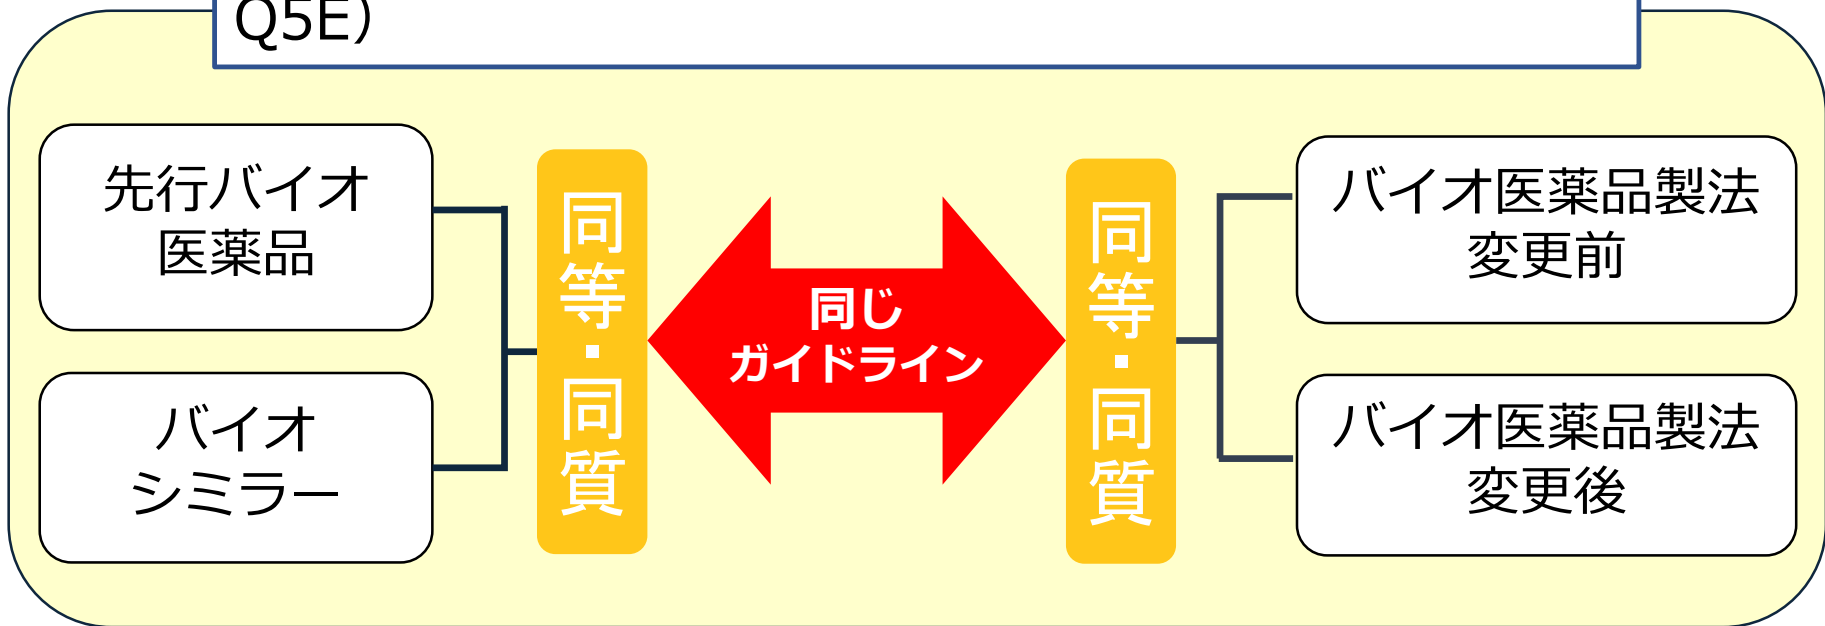 Q5E）
先行バイオ
医薬品
バイオ
シミラー
同等・同質
同じ
ガイドライン
同等・同質
バイオ医薬品製法
変更前
バイオ医薬品製法
変更後